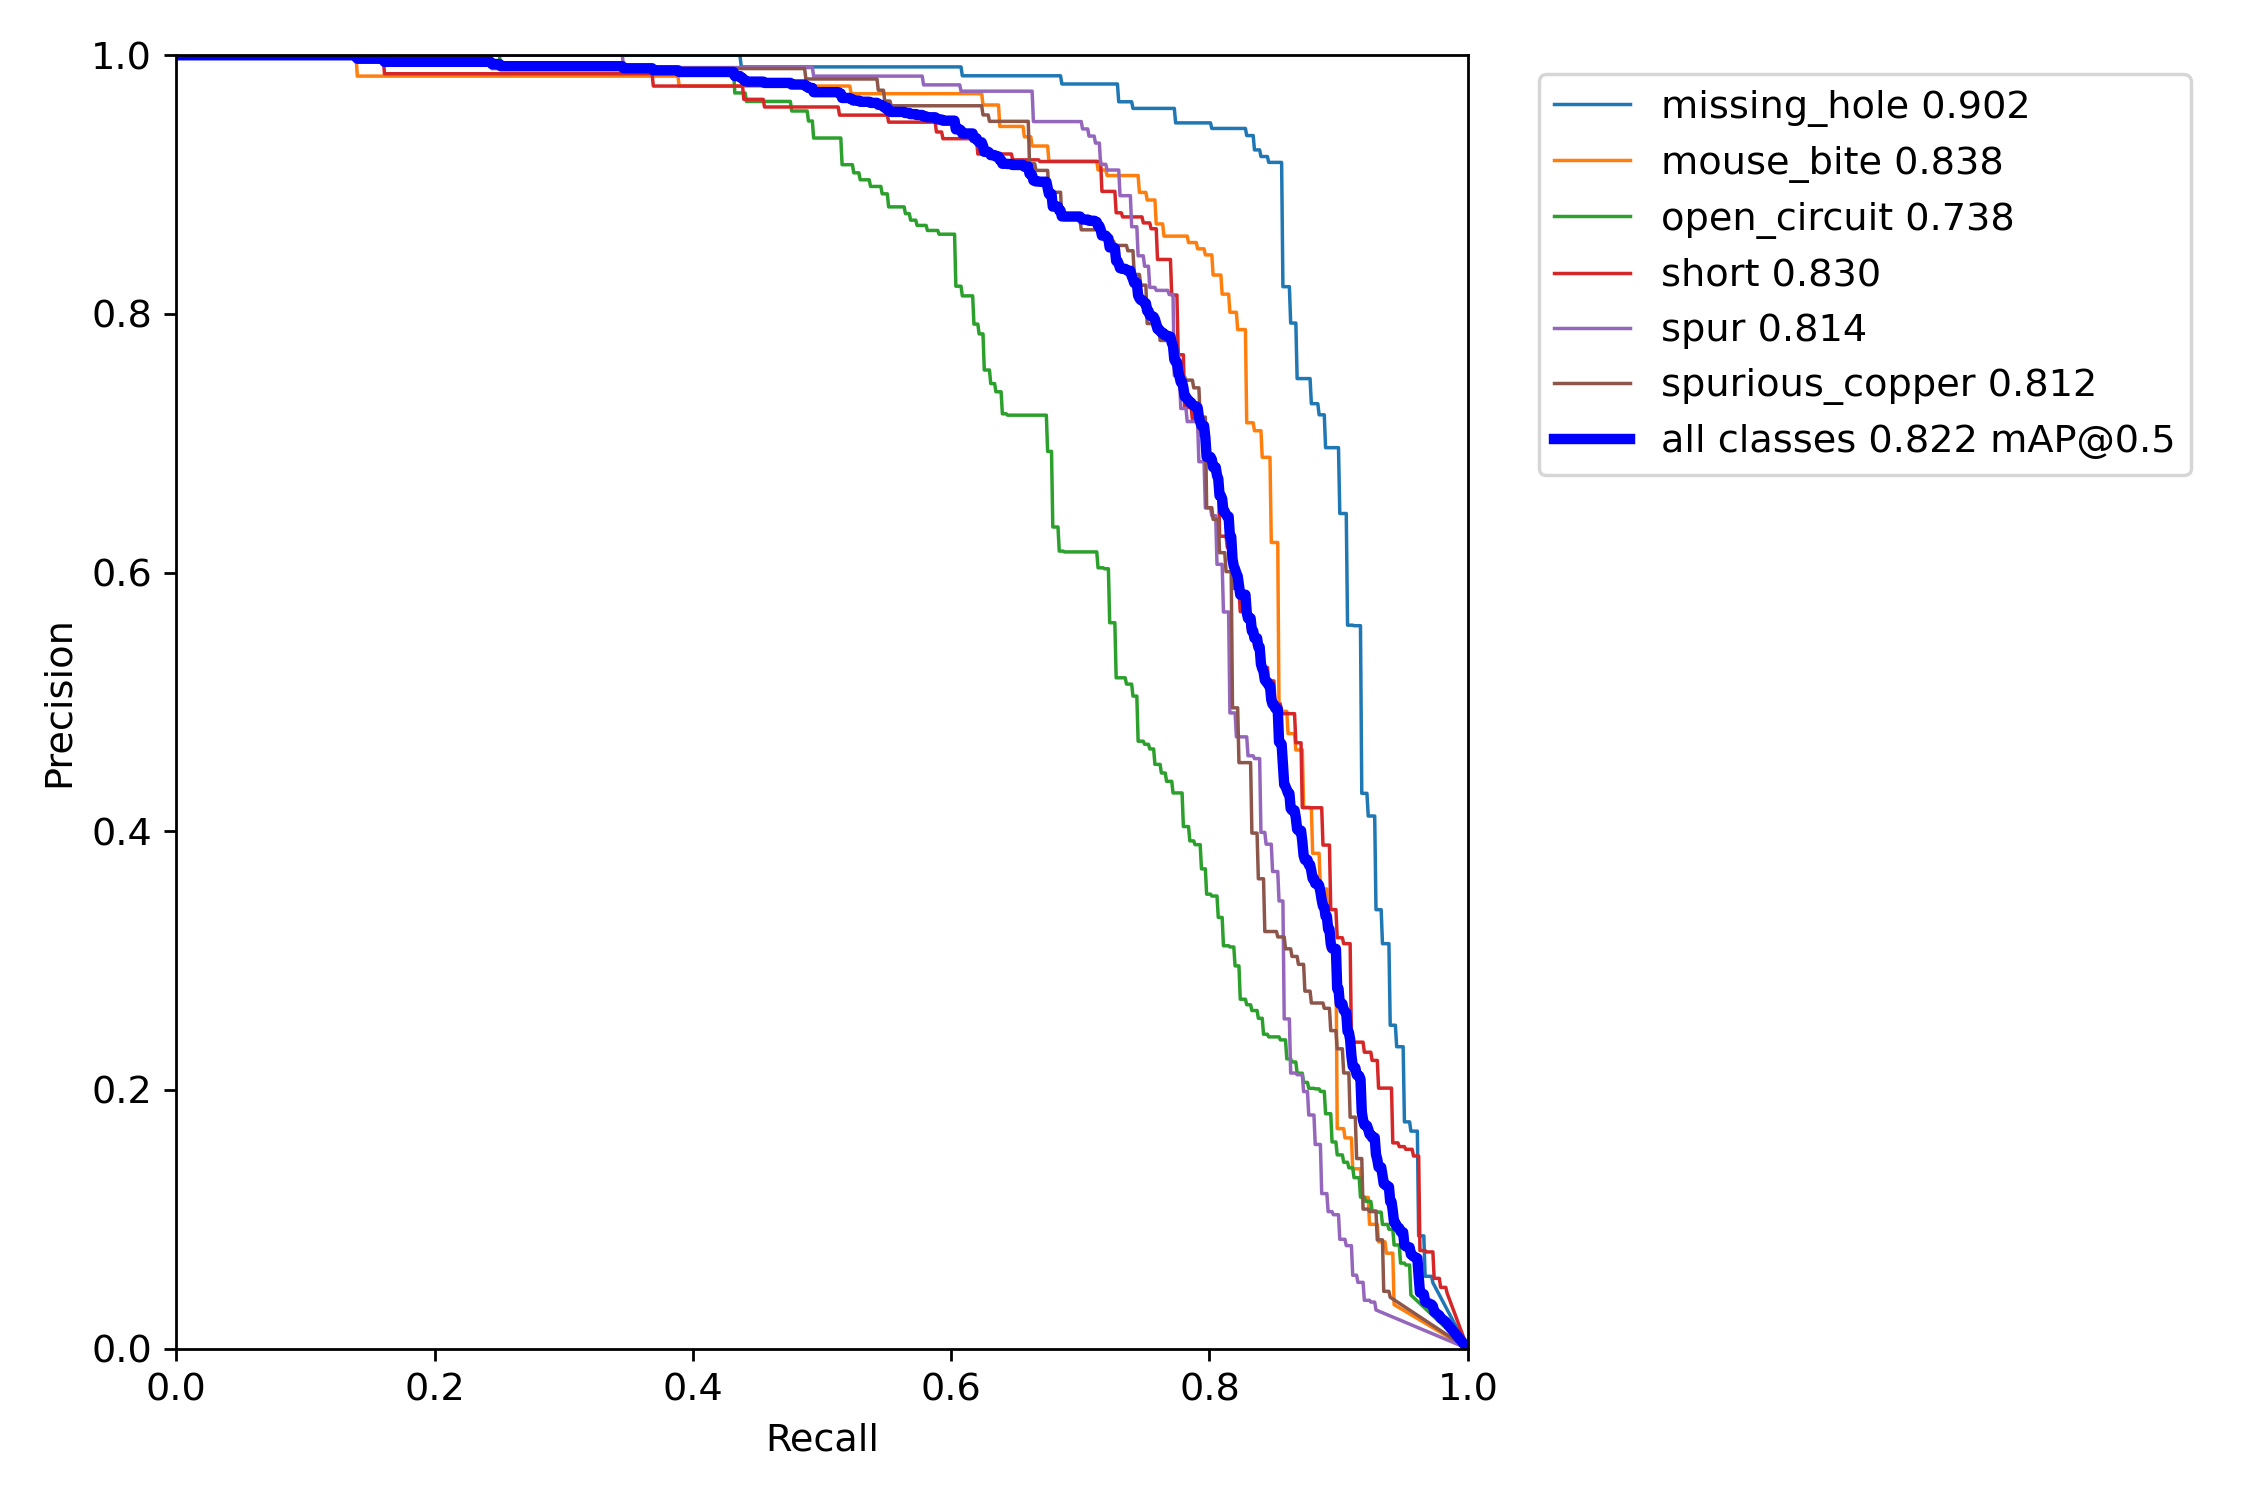 1.0
0.8
0.6
0.4
0.2
0.0
Precision
0.0 0.2 0.4 0.6 0.8 1.0
Recall
missing_hole 0.902
mouse_bite 0.838
open_circuit 0.738
short 0.830
spur 0.814
spurious_copper 0.812
all classes 0.822 mAP@0.5